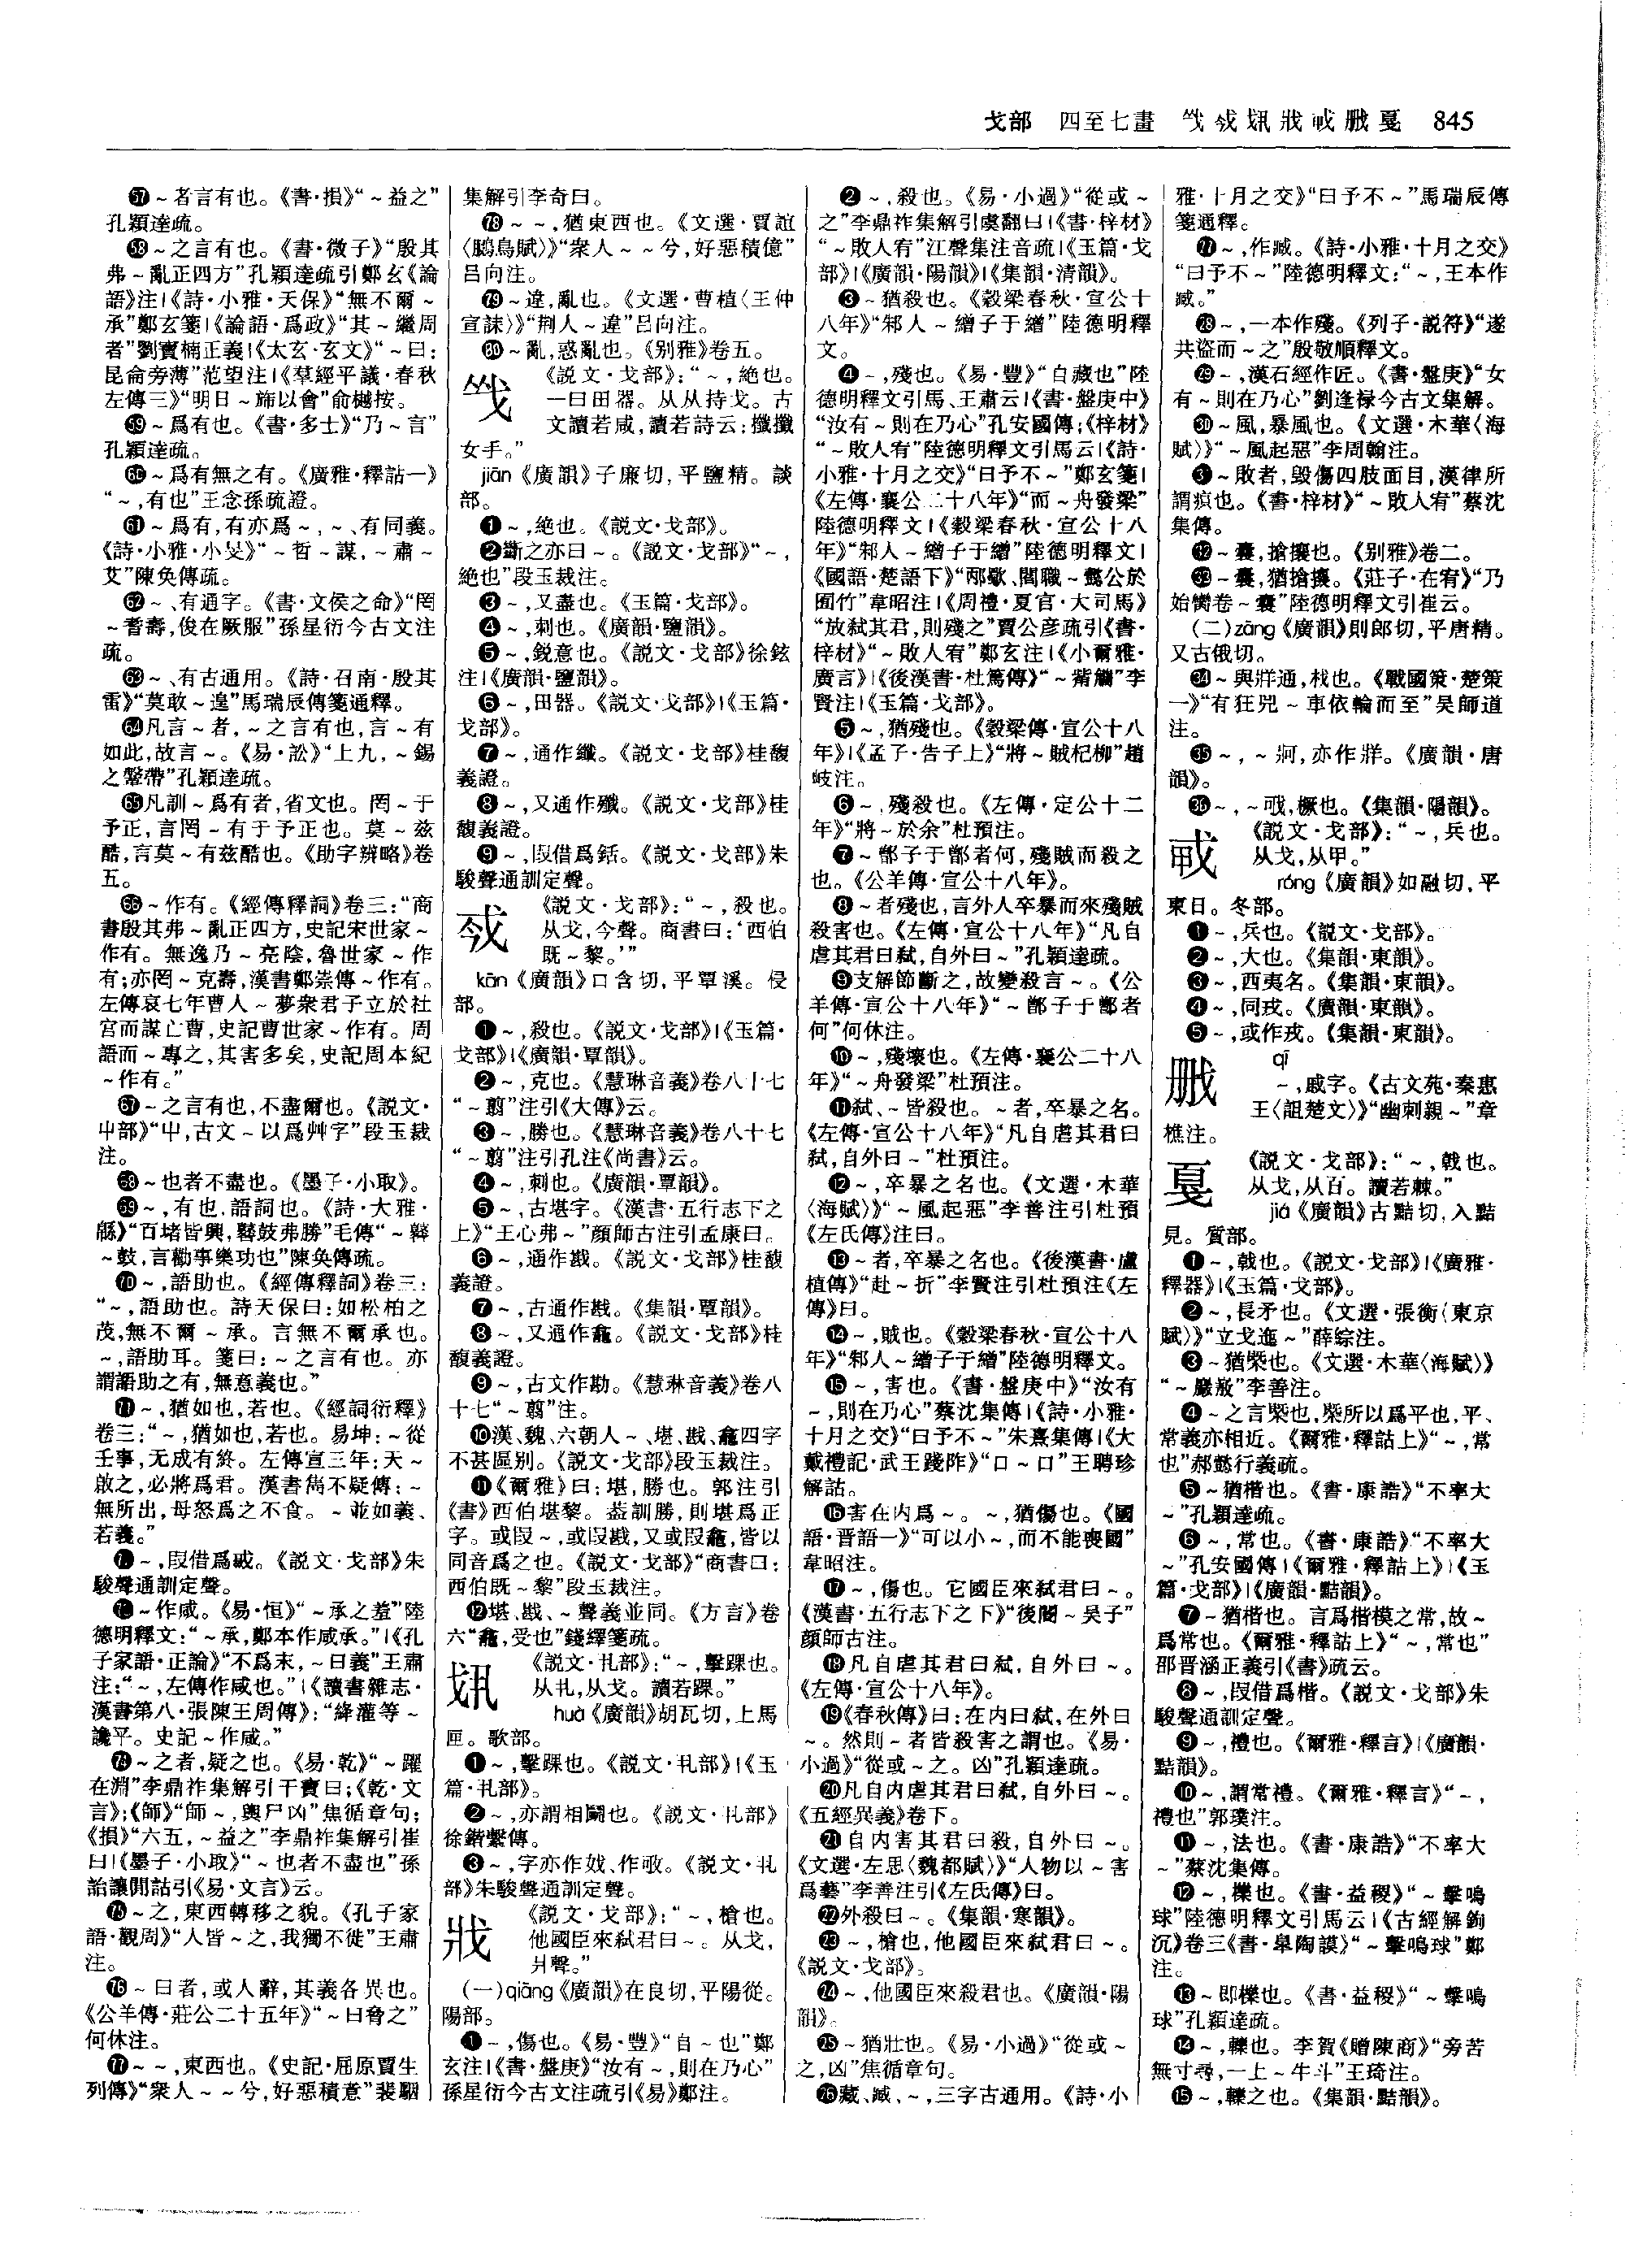 戈部　四至七畫　𢦏𢦟𢦚戕戜戙戛　845
㊼～者言有也。《書·損》“～益之”
孔穎達疏。
～之言有也。《書·微子》“殷其
弗～亂正四方”孔穎達疏引鄭玄《論
語》注|《詩·小雅·天保》“無不爾～
承”鄭玄箋|《論語·爲政》“其～繼周
者”劉寶楠正義|《太玄·玄文》“～曰：
昆侖旁薄”范望注|《羣經平議·春秋
左傳三》“明日～旆以會”俞樾按。
～爲有也。《書·多士》“乃～言”
孔穎達疏。
～爲有無之有。《廣雅·釋詁一》
“～，有也”王念孫疏證。
～爲有，有亦爲～，～、有同義。
《詩·小雅·小旻》“～哲～謀，～肅～
艾”陳奂傳疏。
～、有通字。《書·文侯之命》“罔
～耆壽，俊在厥服”孫星衍今古文注
疏。
～、有古通用。《詩·召南·殷其
雷》“莫敢～遑”馬瑞辰傳箋通釋。
凡言～者，～之言有也，言～有
如此，故言～。《易·訟》“上九，～錫
之鞶帶”孔穎達疏。
凡訓～爲有者，省文也。罔～于
予正，言罔～有于予正也。莫～兹
酷，言莫～有兹酷也。《助字辨略》卷
五。
～作有。《經傳釋詞》卷三：“商
書殷其弗～亂正四方，史記宋世家～
作有。無逸乃～亮陰，魯世家～作
有；亦罔～克壽，漢書鄭崇傳～作有。
左傳哀七年曹人～夢衆君子立於社
宫而謀亡曹，史記曹世家～作有。周
語而～專之，其害多矣，史記周本紀
～作有。”
～之言有也，不盡爾也。《説文·
屮部》“屮，古文～以爲艸字”段玉裁
注。
～也者不盡也。《墨子·小取》。
～，有也，語詞也。《詩·大雅·
緜》“百堵皆興，鼛鼓弗勝”毛傳“～鼛
～鼓，言勸事樂功也”陳奂傳疏。
～，語助也。《經傳釋詞》卷三：
“～，語助也。詩天保曰：如松柏之
茂，無不爾～承。言無不爾承也。
～，語助耳。箋曰：～之言有也。亦
謂語助之有，無意義也。”
～，猶如也，若也。《經詞衍釋》
卷三：“～，猶如也，若也。易坤：～從
王事，无成有終。左傳宣三年：天～
啟之，必將爲君。漢書雋不疑傳：～
無所出，母怒爲之不食。～並如義、
若義。”
～，叚借爲戫。《説文·戈部》朱
駿聲通訓定聲。
～作咸。《易·恒》“～承之羞”陸
德明釋文：“～承，鄭本作咸承。”|《孔
子家語·正論》“不爲末，～曰義”王肅
注：“～，左傳作咸也。”|《讀書雜志·
漢書第八·張陳王周傳》：“絳灌等～
讒平。史記～作咸。”
～之者，疑之也。《易·乾》“～躍
在淵”李鼎祚集解引干寶曰；《乾·文
言》；《師》“師～，輿尸凶”焦循章句；
《損》“六五，～益之”李鼎祚集解引崔
曰|《墨子·小取》“～也者不盡也”孫
詒讓閒詁引《易·文言》云。
～之，東西轉移之貌。《孔子家
語·觀周》“人皆～之，我獨不徙”王肅
注。
～曰者，或人辭，其義各異也。
《公羊傳·莊公二十五年》“～曰脅之”
何休注。
～～，東西也。《史記·屈原賈生
列傳》“衆人～～兮，好惡積意”裴駰
集解引李奇曰。
～～，猶東西也。《文選·賈誼
〈鵩鳥賦〉》“衆人～～兮，好惡積億”
吕向注。
～違，亂也。《文選·曹植〈王仲
宣誄〉》“荆人～違”吕向注。
～亂，惑亂也。《别雅》卷五。
《説文·戈部》：“～，絶也。
一曰田器。从从持戈。古
文讀若咸，讀若詩云：攕攕
女手。”
jiān《廣韻》子廉切，平鹽精。談
部。
❶～，絶也。《説文·戈部》。
❷斷之亦曰～。《説文·戈部》“～，
絶也”段玉裁注。
❸～，又盡也。《玉篇·戈部》。
❹～，刺也。《廣韻·鹽韻》。
❺～，鋭意也。《説文·戈部》徐鉉
注|《廣韻·鹽韻》。
❻～，田器。《説文·戈部》|《玉篇·
戈部》。
❼～，通作纖。《説文·戈部》桂馥
義證。
❽～，又通作殲。《説文·戈部》桂
馥義證。
❾～，叚借爲銛。《説文·戈部》朱
駿聲通訓定聲。
《説文·戈部》：“～，殺也。
从戈，今聲。商書曰：‘西伯
既～黎。’”
kān《廣韻》口含切，平覃溪。侵
部。
❶～，殺也。《説文·戈部》|《玉篇·
戈部》|《廣韻·覃韻》。
❷～，克也。《慧琳音義》卷八十七
“～翦”注引《大傳》云。
❸～，勝也。《慧琳音義》卷八十七
“～翦”注引孔注《尚書》云。
❹～，刺也。《廣韻·覃韻》。
❺～，古堪字。《漢書·五行志下之
上》“王心弗～”顔師古注引孟康曰。
❻～，通作戡。《説文·戈部》桂馥
義證。
❼～，古通作戡。《集韻·覃韻》。
❽～，又通作龕。《説文·戈部》桂
馥義證。
❾～，古文作勘。《慧琳音義》卷八
十七“～翦”注。
❿漢、魏、六朝人～、堪、戡、龕四字
不甚區别。《説文·戈部》段玉裁注。
⓫《爾雅》曰：堪，勝也。郭注引
《書》西伯堪黎。葢訓勝，則堪爲正
字。或叚～，或叚戡，又或叚龕，皆以
同音爲之也。《説文·戈部》“商書曰：
西伯既～黎”段玉裁注。
⓬堪、戡、～聲義並同。《方言》卷
六“龕，受也”錢繹箋疏。
《説文·丮部》：“～，擊踝也。
从丮，从戈。讀若踝。”
huà《廣韻》胡瓦切，上馬
匣。歌部。
❶～，擊踝也。《説文·丮部》|《玉
篇·丮部》。
❷～，亦謂相鬭也。《説文·丮部》
徐鍇繫傳。
❸～，字亦作㚯、作㪉。《説文·丮
部》朱駿聲通訓定聲。
戕
《説文·戈部》：“～，槍也。
他國臣來弑君曰～。从戈，
爿聲。”
（一）qiāng《廣韻》在良切，平陽從。
陽部。
❶～，傷也。《易·豐》“自～也”鄭
玄注|《書·盤庚》“汝有～，則在乃心”
孫星衍今古文注疏引《易》鄭注。
❷～，殺也。《易·小過》“從或～
之”李鼎祚集解引虞翻曰|《書·梓材》
“～敗人宥”江聲集注音疏|《玉篇·戈
部》|《廣韻·陽韻》|《集韻·清韻》。
❸～猶殺也。《穀梁春秋·宣公十
八年》“邾人～繒子于繒”陸德明釋
文。
❹～，殘也。《易·豐》“自藏也”陸
德明釋文引馬、王肅云|《書·盤庚中》
“汝有～則在乃心”孔安國傳；《梓材》
“～敗人宥”陸德明釋文引馬云|《詩·
小雅·十月之交》“曰予不～”鄭玄箋|
《左傳·襄公二十八年》“而～舟發梁”
陸德明釋文|《穀梁春秋·宣公十八
年》“邾人～繒子于繒”陸德明釋文|
《國語·楚語下》“邴歜、閻職～懿公於
囿竹”韋昭注|《周禮·夏官·大司馬》
“放弑其君，則殘之”賈公彦疏引《書·
梓材》“～敗人宥”鄭玄注|《小爾雅·
廣言》|《後漢書·杜篤傳》“～觜觿”李
賢注|《玉篇·戈部》。
❺～，猶殘也。《穀梁傳·宣公十八
年》|《孟子·告子上》“將～賊杞柳”趙
岐注。
❻～，殘殺也。《左傳·定公十二
年》“將～於余”杜預注。
❼～鄫子于鄫者何，殘賊而殺之
也。《公羊傳·宣公十八年》。
❽～者殘也，言外人卒暴而來殘賊
殺害也。《左傳·宣公十八年》“凡自
虐其君曰弑，自外曰～”孔穎達疏。
❾支解節斷之，故變殺言～。《公
羊傳·宣公十八年》“～鄫子于鄫者
何”何休注。
❿～，殘壞也。《左傳·襄公二十八
年》“～舟發梁”杜預注。
⓫弑、～皆殺也。～者，卒暴之名。
《左傳·宣公十八年》“凡自虐其君曰
弑，自外曰～”杜預注。
⓬～，卒暴之名也。《文選·木華
〈海賦〉》“～風起惡”李善注引杜預
《左氏傳》注曰。
⓭～者，卒暴之名也。《後漢書·盧
植傳》“赴～折”李賢注引杜預注《左
傳》曰。
⓮～，賊也。《穀梁春秋·宣公十八
年》“邾人～繒子于繒”陸德明釋文。
⓯～，害也。《書·盤庚中》“汝有
～，則在乃心”蔡沈集傳|《詩·小雅·
十月之交》“曰予不～”朱熹集傳|《大
戴禮記·武王踐阼》“口～口”王聘珍
解詁。
⓰害在内爲～。～，猶傷也。《國
語·晉語一》“可以小～，而不能喪國”
韋昭注。
⓱～，傷也。它國臣來弑君曰～。
《漢書·五行志下之下》“後閽～吴子”
顔師古注。
⓲凡自虐其君曰弑，自外曰～。
《左傳·宣公十八年》。
⓳《春秋傳》曰：在内曰弑，在外曰
～。然則～者皆殺害之謂也。《易·
小過》“從或～之。凶”孔穎達疏。
⓴凡自内虐其君曰弑，自外曰～。
《五經異義》卷下。
㉑自内害其君曰殺，自外曰～。
《文選·左思〈魏都賦〉》“人物以～害
爲藝”李善注引《左氏傳》曰。
㉒外殺曰～。《集韻·寒韻》。
㉓～，槍也，他國臣來弑君曰～。
《説文·戈部》。
㉔～，他國臣來殺君也。《廣韻·陽
韻》。
㉕～猶壯也。《易·小過》“從或～
之，凶”焦循章句。
㉖藏、臧、～，三字古通用。《詩·小
雅·十月之交》“曰予不～”馬瑞辰傳
箋通釋。
㉗～，作臧。《詩·小雅·十月之交》
“曰予不～”陸德明釋文：“～，王本作
臧。”
㉘～，一本作殘。《列子·説符》“遂
共盜而～之”殷敬順釋文。
㉙～，漢石經作匠。《書·盤庚》“女
有～則在乃心”劉逢禄今古文集解。
㉚～風，暴風也。《文選·木華〈海
賦〉》“～風起惡”李周翰注。
㉛～敗者，毁傷四肢面目，漢律所
謂疻也。《書·梓材》“～敗人宥”蔡沈
集傳。
㉜～囊，搶攘也。《别雅》卷二。
㉝～囊，猶搶攘。《莊子·在宥》“乃
始臠卷～囊”陸德明釋文引崔云。
（二）zāng《廣韻》則郎切，平唐精。
又古俄切。
㉞～與牂通，杙也。《戰國策·楚策
一》“有狂兕～車依輪而至”吴師道
注。
㉟～，～牁，亦作牂。《廣韻·唐
韻》。
㊱～，～𢧀，橛也。《集韻·陽韻》。
《説文·戈部》：“～，兵也。
从戈，从甲。”
róng《廣韻》如融切，平
東日。冬部。
❶～，兵也。《説文·戈部》。
❷～，大也。《集韻·東韻》。
❸～，西夷名。《集韻·東韻》。
❹～，同戎。《廣韻·東韻》。
❺～，或作戎。《集韻·東韻》。
qī
～，戚字。《古文苑·秦惠
王〈詛楚文〉》“幽刺親～”章
樵注。
戛
《説文·戈部》：“～，戟也。
从戈，从百。讀若棘。”
jiá《廣韻》古黠切，入黠
見。質部。
❶～，戟也。《説文·戈部》|《廣雅·
釋器》|《玉篇·戈部》。
❷～，長矛也。《文選·張衡〈東京
賦〉》“立戈迤～”薛綜注。
❸～猶槩也。《文選·木華〈海賦〉》
“～巖㟼”李善注。
❹～之言槩也，槩所以爲平也，平、
常義亦相近。《爾雅·釋詁上》“～，常
也”郝懿行義疏。
❺～猶楷也。《書·康誥》“不率大
～”孔穎達疏。
❻～，常也。《書·康誥》“不率大
～”孔安國傳|《爾雅·釋詁上》|《玉
篇·戈部》|《廣韻·黠韻》。
❼～猶楷也。言爲楷模之常，故～
爲常也。《爾雅·釋詁上》“～，常也”
邵晉涵正義引《書》疏云。
❽～，叚借爲楷。《説文·戈部》朱
駿聲通訓定聲。
❾～，禮也。《爾雅·釋言》|《廣韻·
黠韻》。
❿～，謂常禮。《爾雅·釋言》“～，
禮也”郭璞注。
⓫～，法也。《書·康誥》“不率大
～”蔡沈集傳。
⓬～，櫟也。《書·益稷》“～擊鳴
球”陸德明釋文引馬云|《古經解鉤
沉》卷三《書·皋陶謨》“～擊鳴球”鄭
注。
⓭～即櫟也。《書·益稷》“～擊鳴
球”孔穎達疏。
⓮～，轢也。李賀《贈陳商》“旁苦
無寸尋，一上～牛斗”王琦注。
⓯～，轢之也。《集韻·黠韻》。